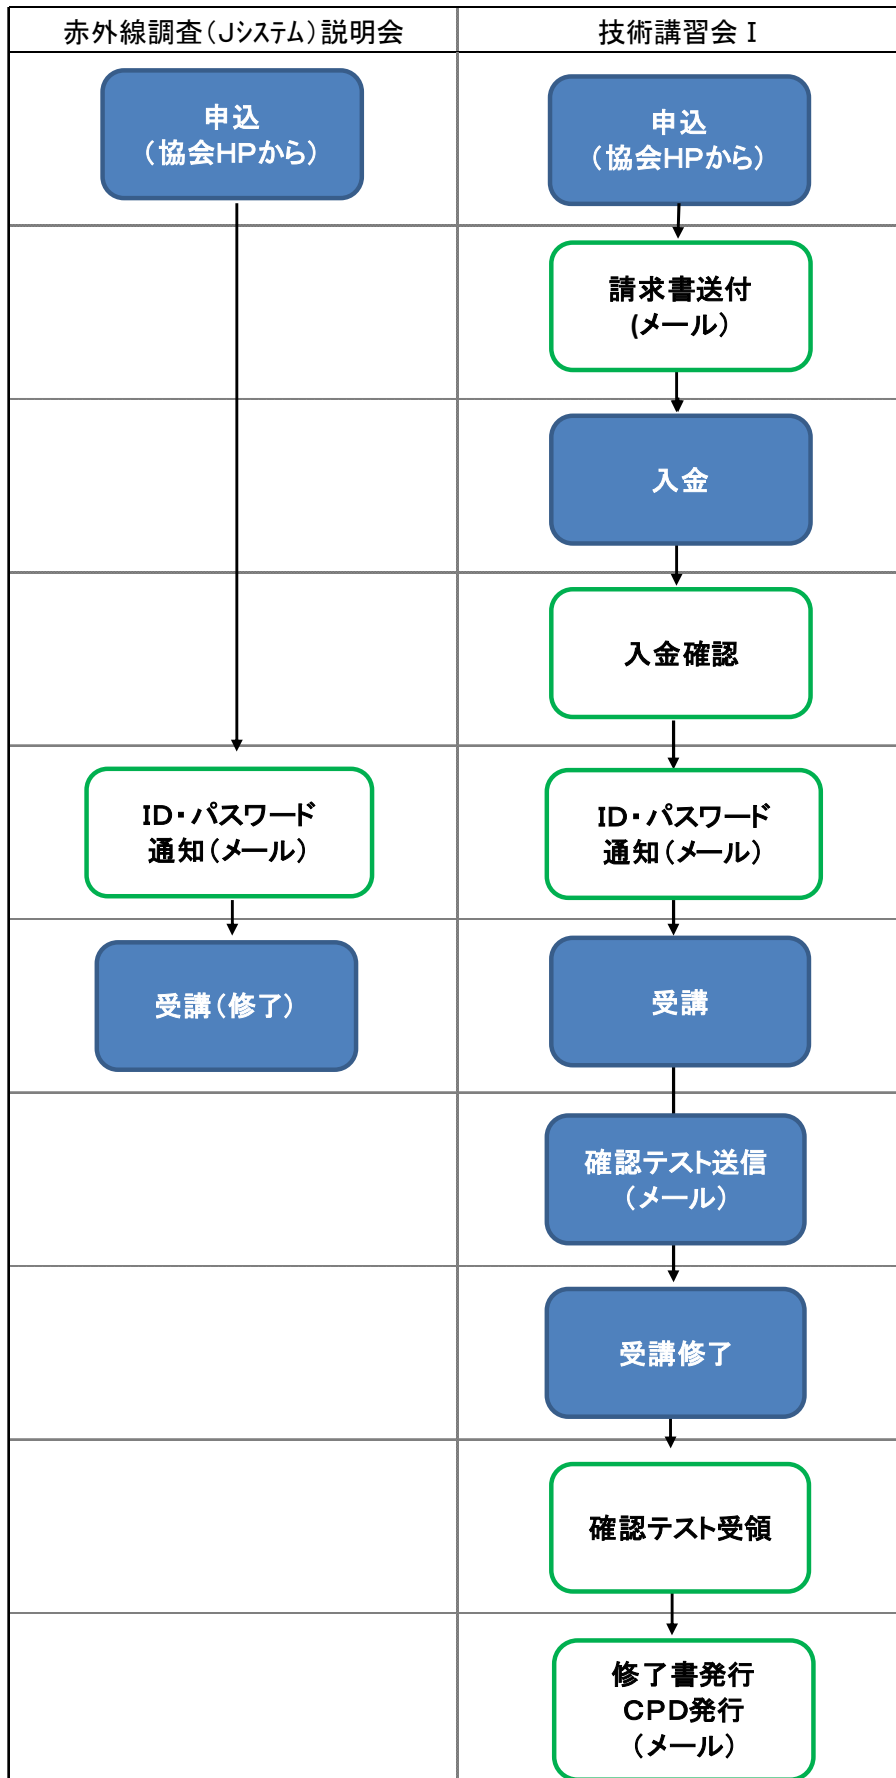 赤外線調査（Jシステム）説明会
技術講習会 I
申込
（協会HPから）
申込
（協会HPから）
請求書送付
(メール）
入金
入金確認
ID・パスワード
通知（メール）
ID・パスワード
通知（メール）
受講（修了）
受講
確認テスト送信
（メール）
受講修了
確認テスト受領
修了書発行
CPD発行
（メール）